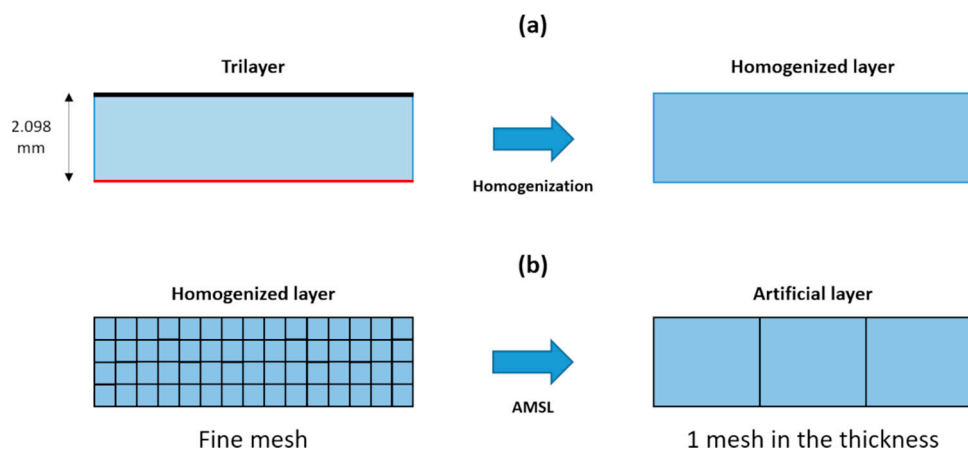 (a)
Trilayer
Homogenized layer
2.098
mm
Homogenization
(b)
Homogenized layer
Artificial layer
AMSL
Fine mesh
1 mesh in the thickness